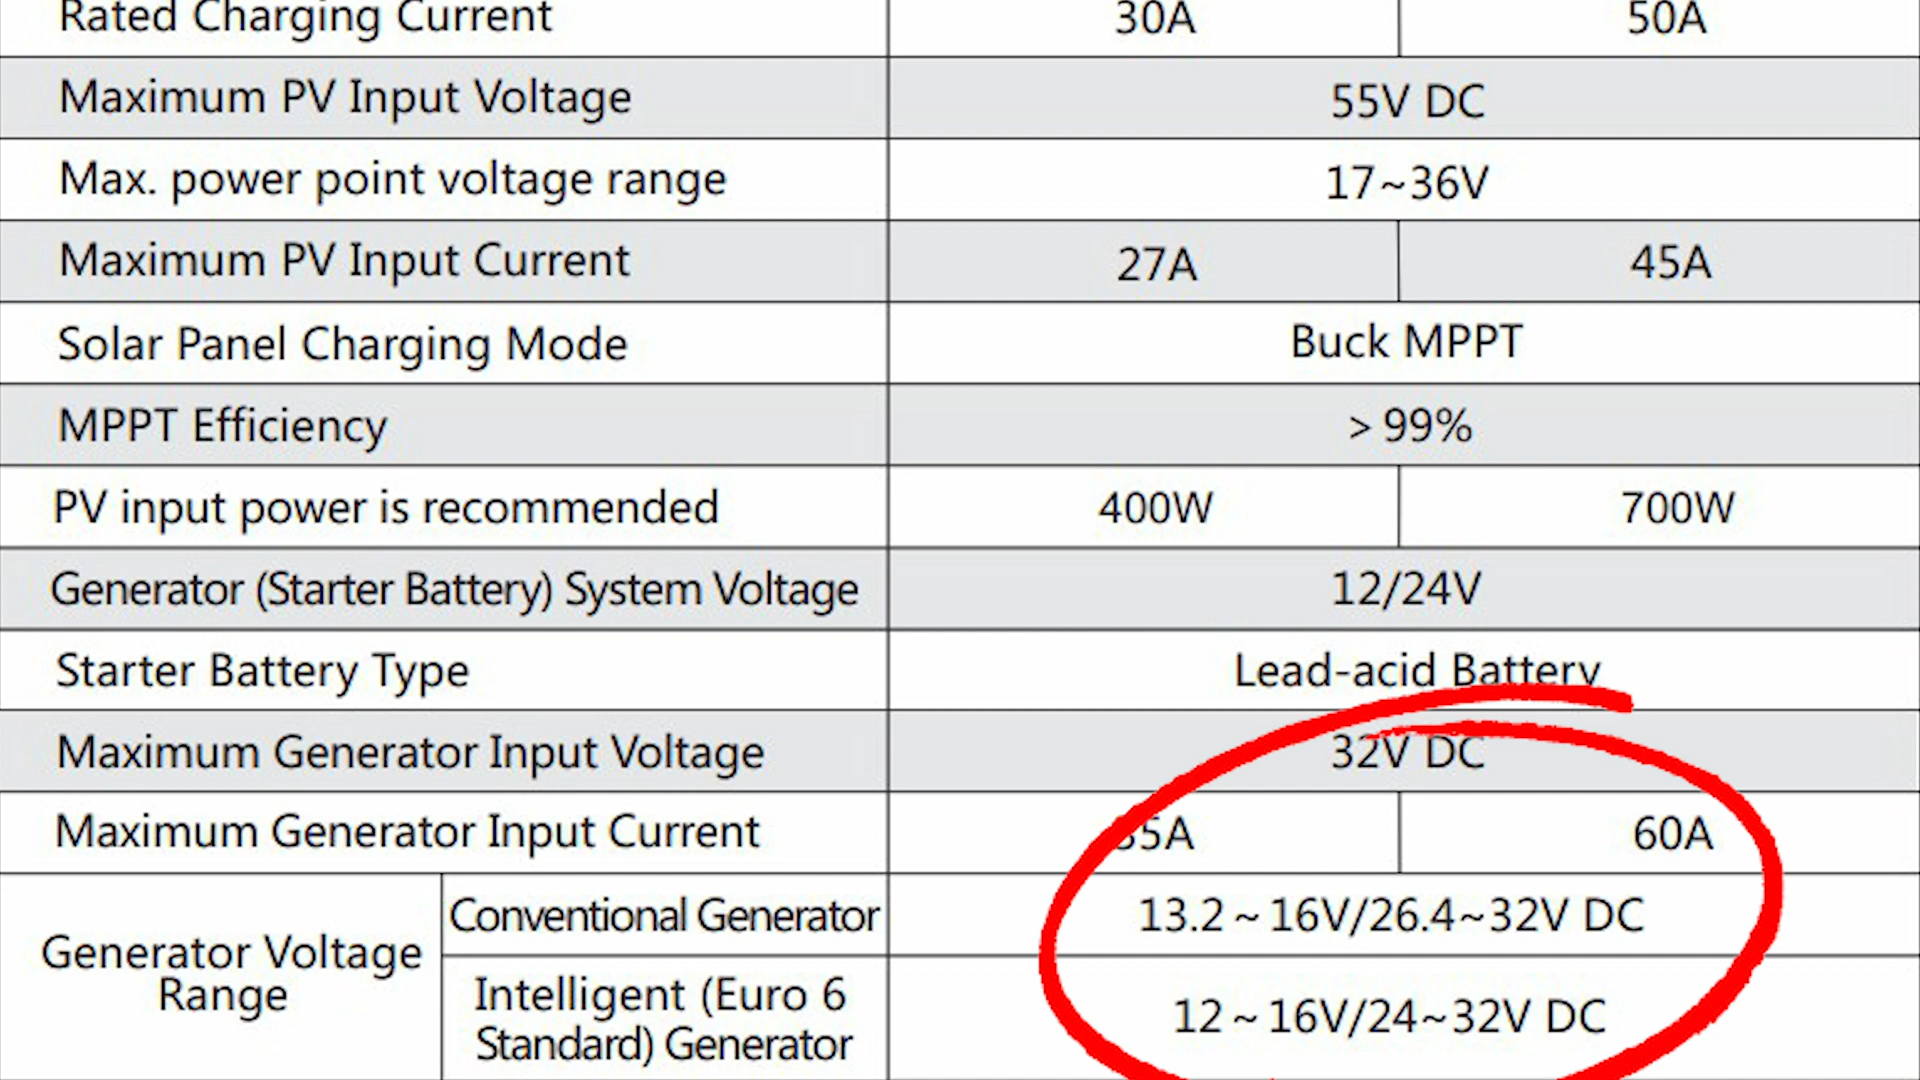 Rated Charging Current 30A 50A
Maximum PV Input Voltage 55V DC
Max. power point voltage range 17~36V
Maximum PV Input Current 27A 45A
Solar Panel Charging Mode Buck MPPT
MPPT Efficiency > 99%
PV input power is recommended 400W 700W
Generator (Starter Battery) System Voltage 12/24V
Starter Battery Type Lead-acid Battery
Maximum Generator Input Voltage 32V DC
Maximum Generator Input Current 35A 60A
Generator Voltage
Range
Conventional Generator 13.2~16V/26.4~32V DC
Intelligent (Euro 6
Standard) Generator
12~16V/24~32V DC